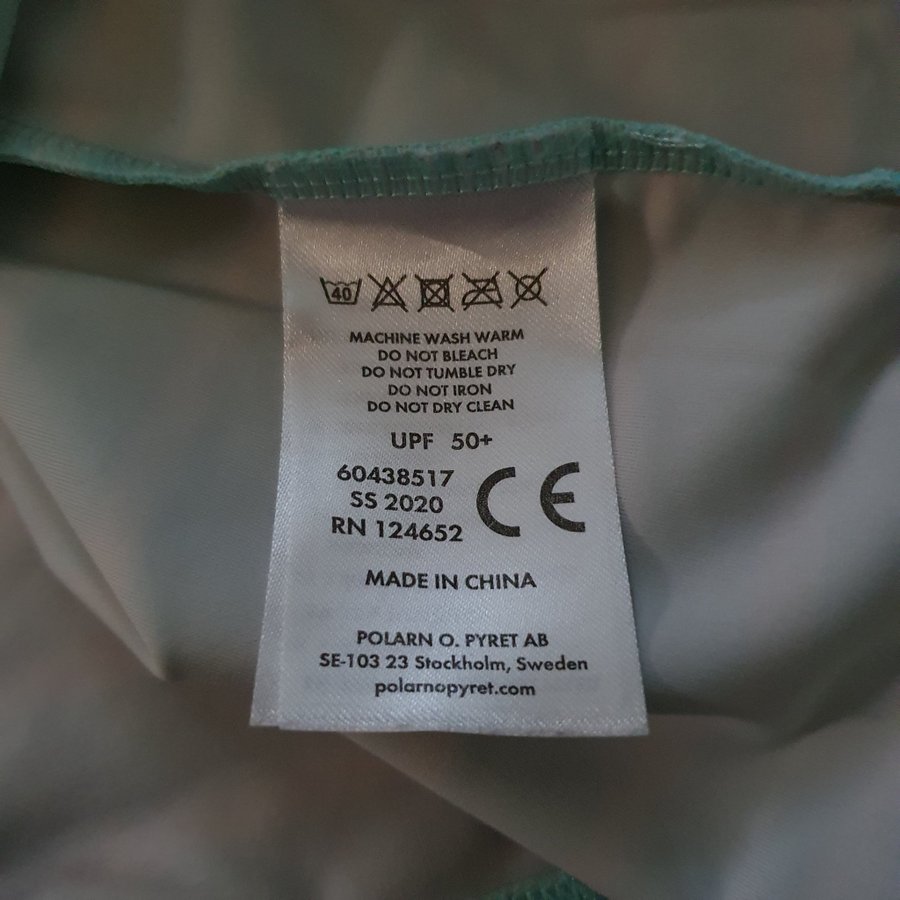 40
MACHINE WASH WARM
DO NOT BLEACH
DO NOT TUMBLE DRY
DO NOT IRON
DO NOT DRY CLEAN
UPF 50+
60438517
SS 2020
RN 124652
CE
MADE IN CHINA
POLARN O. PYRET AB
SE-103 23 Stockholm, Sweden
polarnopyret.com